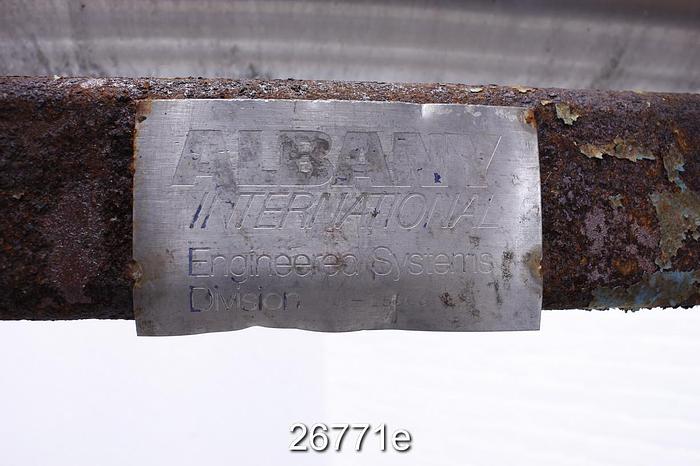 ALBANY
INTERNATIONAL
Engineered Systems
Division
26771e